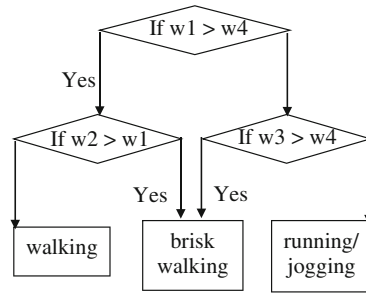 If w1 > w4
Yes
If w2 > w1
If w3 > w4
Yes
Yes
walking
brisk
walking
running/
jogging